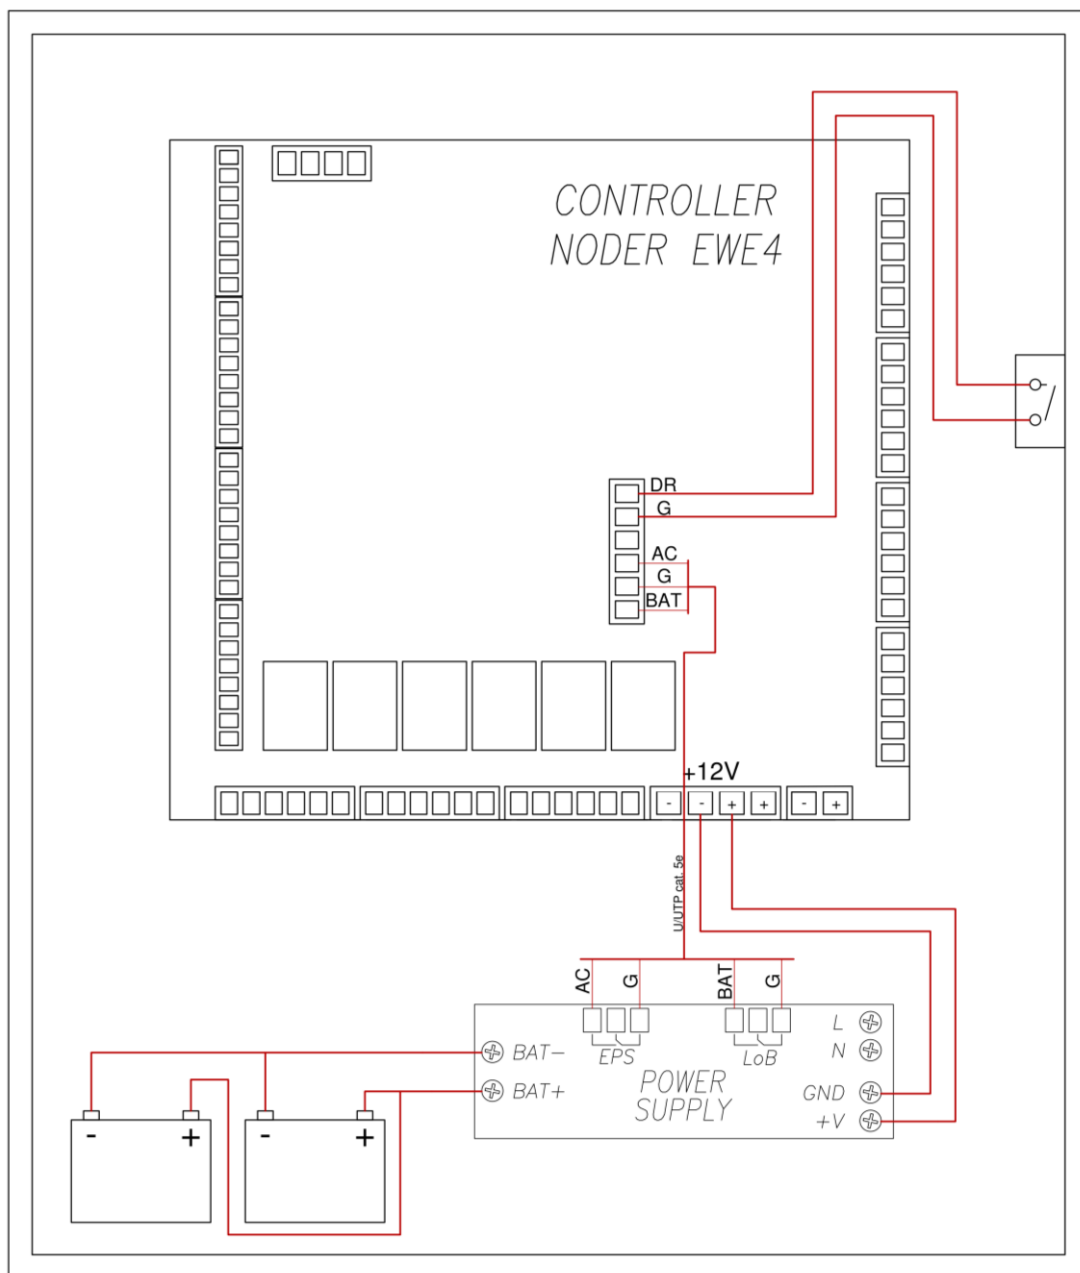 CONTROLLER
NODER EWE4
DR
G
AC
G
BAT
+12V
- - + + - +
U/UTP cat. 5e
AC G BAT G
L
EPS LoB
N
BAT-
BAT+
POWER
SUPPLY
GND
+V
- + - +